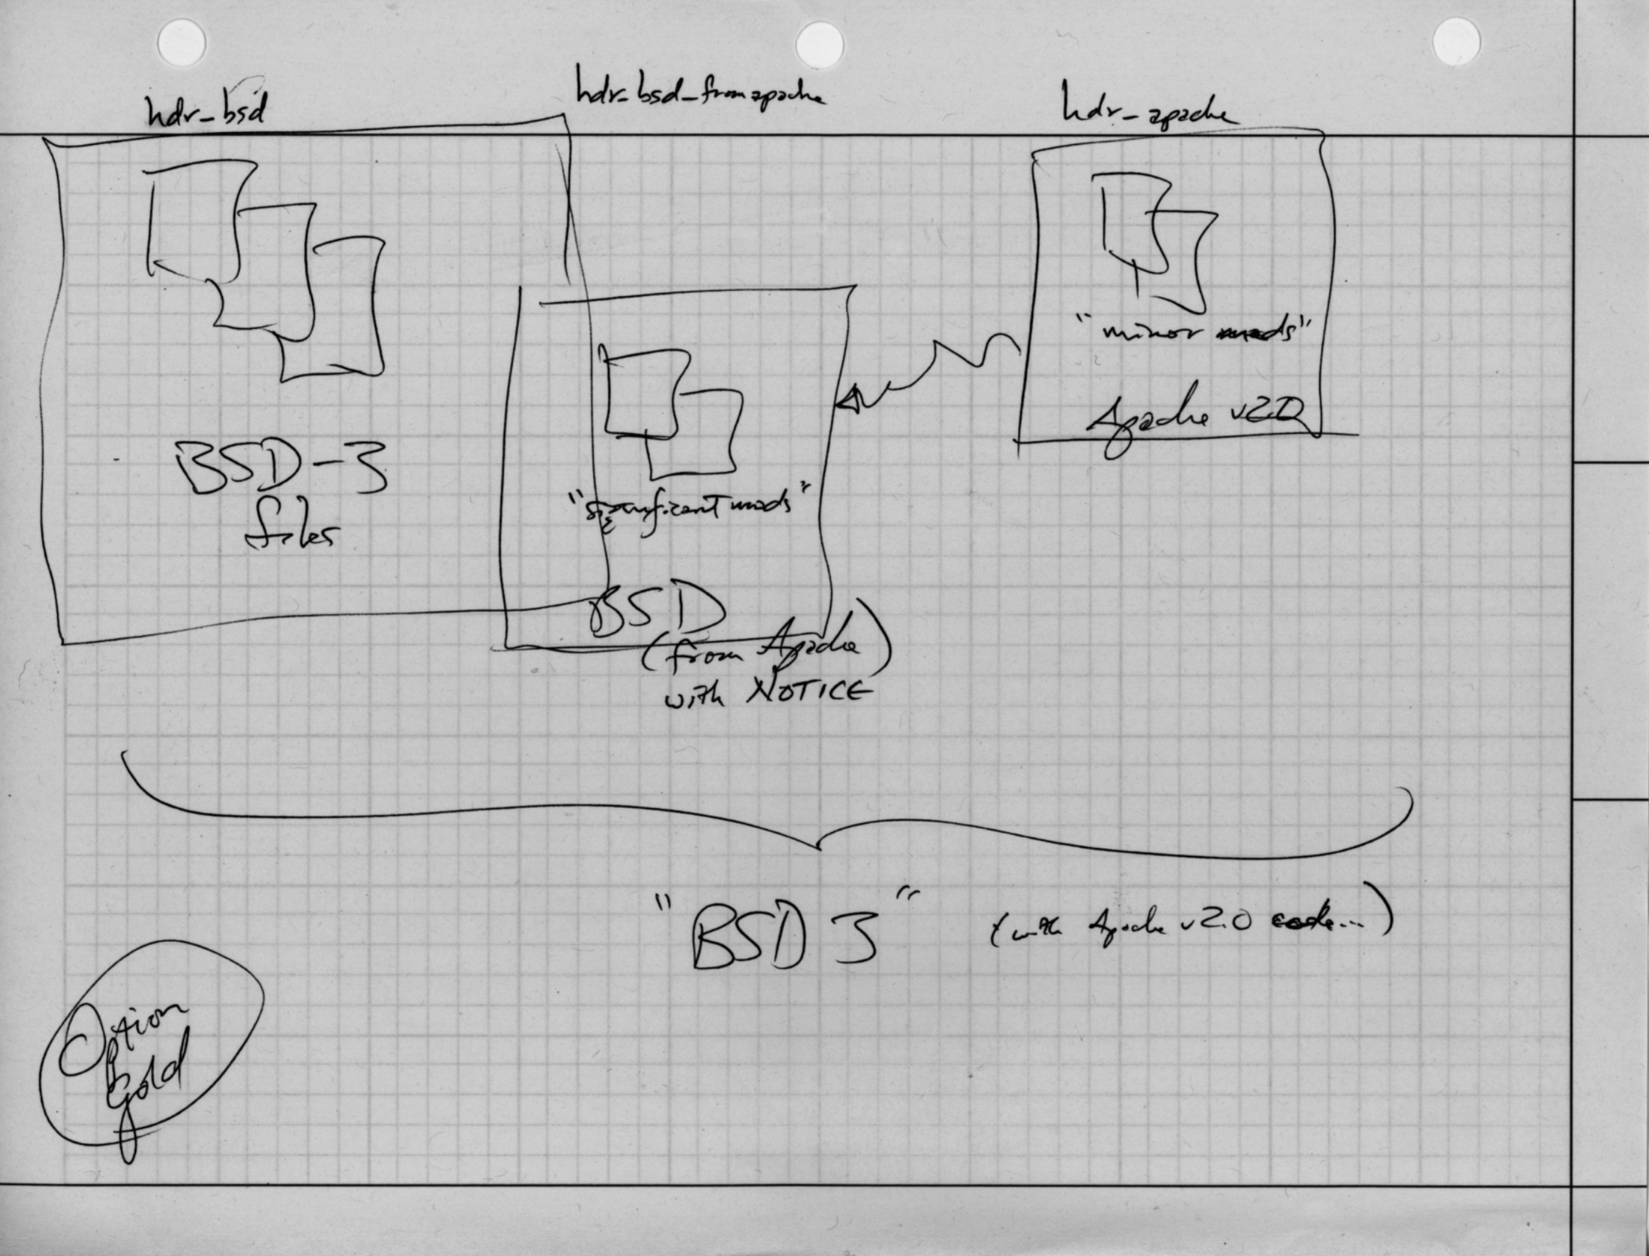 hdr_bsd
hdr_bsd_from apache
hdr_apache
"minor mods"
Apache v2.0
BSD-3
files
"significant mods"
BSD
(from Apache)
with NOTICE
"BSD 3" (with Apache v2.0 code...)
Option
Gold